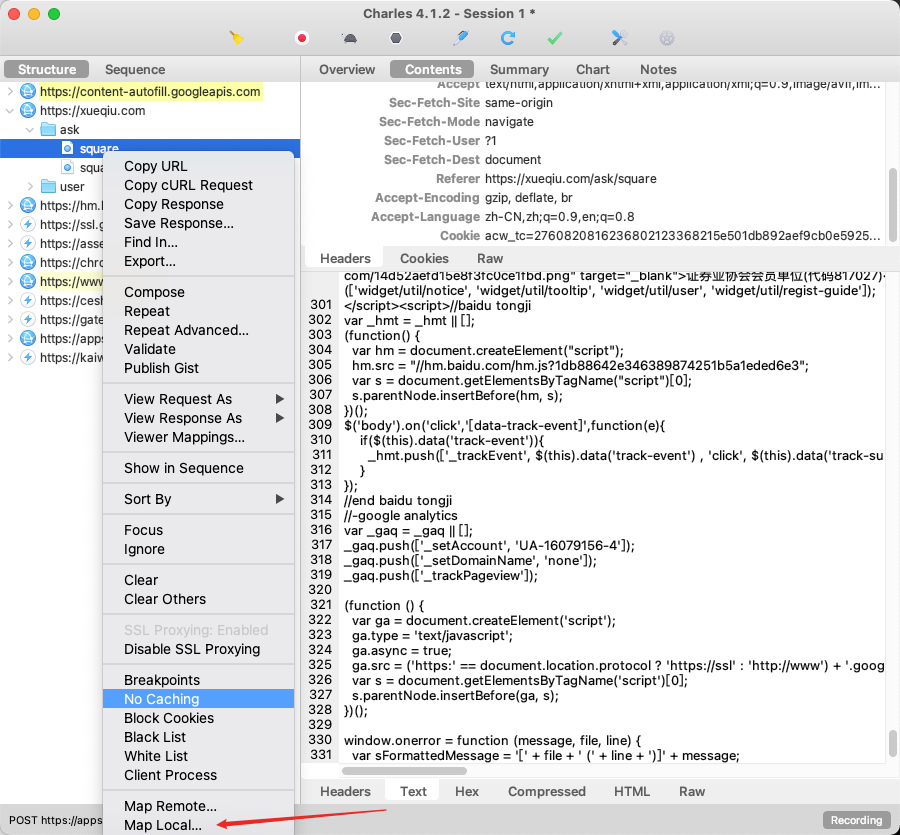 Charles 4.1.2 - Session 1 *
Structure
Sequence
Overview
Contents
Summary
Chart
Notes
https://content-autofill.googleapis.com
https://xueqiu.com
ask
square
squa
user
https://hm.l
https://ssl.g
https://asse
https://chro
https://www
https://cesh
https://gate
https://apps
https://kaiw
Copy URL
Copy cURL Request
Copy Response
Save Response...
Find In...
Export...
Compose
Repeat
Repeat Advanced...
Validate
Publish Gist
View Request As
View Response As
Viewer Mappings...
Show in Sequence
Sort By
Focus
Ignore
Clear
Clear Others
SSL Proxying: Enabled
Disable SSL Proxying
Breakpoints
No Caching
Block Cookies
Black List
White List
Client Process
Map Remote...
Map Local...
Accept text/html,application/xhtml+xml,application/xml;q=0.9,image/avif,im...
Sec-Fetch-Site same-origin
Sec-Fetch-Mode navigate
Sec-Fetch-User ?1
Sec-Fetch-Dest document
Referer https://xueqiu.com/ask/square
Accept-Encoding gzip, deflate, br
Accept-Language zh-CN,zh;q=0.9,en;q=0.8
Cookie acw_tc=2760820816236802123368215e501db892aef9cb0e5925...
Headers
Cookies
Raw
com/14d52aefd15e8f3fc0ce1fbd.png" target="_blank">证券业协会会员单位(代码817027)<
(['widget/util/notice', 'widget/util/tooltip', 'widget/util/user', 'widget/util/regist-guide']);
301 </script><script>//baidu tongji
302 var _hmt = _hmt || [];
303 (function() {
304 var hm = document.createElement("script");
305 hm.src = "//hm.baidu.com/hm.js?1db88642e346389874251b5a1eded6e3";
306 var s = document.getElementsByTagName("script")[0];
307 s.parentNode.insertBefore(hm, s);
308 })();
309 $('body').on('click','[data-track-event]',function(e){
310 if($(this).data('track-event')){
311 _hmt.push(['_trackEvent', $(this).data('track-event') , 'click', $(this).data('track-su
312 }
313 });
314 //end baidu tongji
315 //-google analytics
316 var _gaq = _gaq || [];
317 _gaq.push(['_setAccount', 'UA-16079156-4']);
318 _gaq.push(['_setDomainName', 'none']);
319 _gaq.push(['_trackPageview']);
320
321 (function () {
322 var ga = document.createElement('script');
323 ga.type = 'text/javascript';
324 ga.async = true;
325 ga.src = ('https:' == document.location.protocol ? 'https://ssl' : 'http://www') + '.goog
326 var s = document.getElementsByTagName('script')[0];
327 s.parentNode.insertBefore(ga, s);
328 })();
329
330 window.onerror = function (message, file, line) {
331 var sFormattedMessage = '[' + file + ' (' + line + ')]' + message;
Headers
Text
Hex
Compressed
HTML
Raw
POST https://apps
Recording